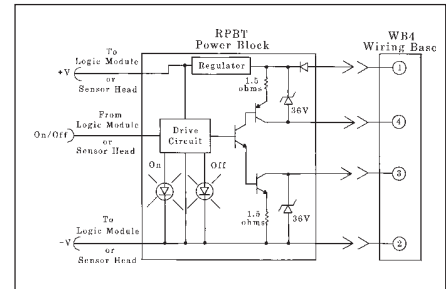 RPBT
Power Block
WB4
Wiring Base
To
Logic Module
or
Sensor Head
+V
Regulator
1.5
ohms
36V
1
4
From
Logic Module
or
Sensor Head
On/Off
Drive
Circuit
On
Off
3
1.5
ohms
36V
To
Logic Module
or
Sensor Head
-V
2